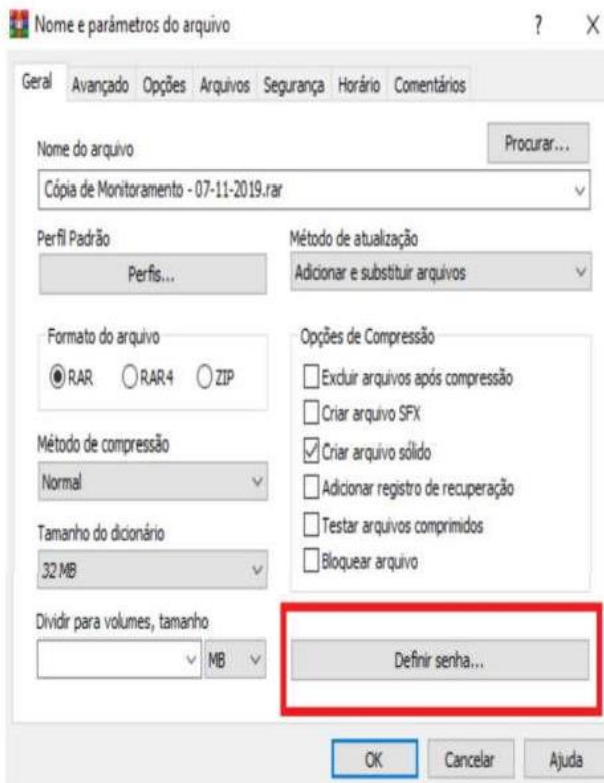 Nome e parâmetros do arquivo ? X
Geral Avançado Opções Arquivos Segurança Horário Comentários
Nome do arquivo
Procurar...
Cópia de Monitoramento - 07-11-2019.rar
Perfil Padrão
Perfis...
Método de atualização
Adicionar e substituir arquivos
Formato do arquivo
RAR RAR4 ZIP
Método de compressão
Normal
Tamanho do dicionário
32 MB
Dividir para volumes, tamanho
MB
Opções de Compressão
Excluir arquivos após compressão
Criar arquivo SFX
Criar arquivo sólido
Adicionar registro de recuperação
Testar arquivos comprimidos
Bloquear arquivo
Definir senha...
OK Cancelar Ajuda